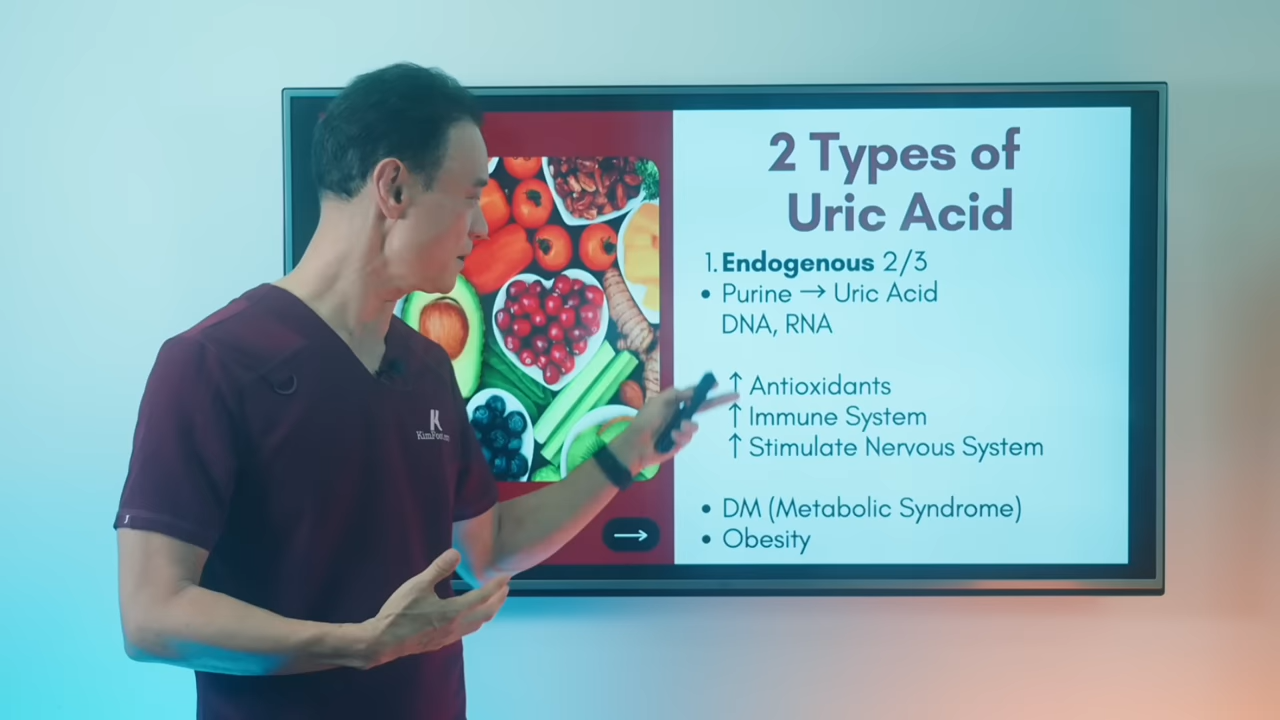 2 Types of
Uric Acid
1. Endogenous 2/3
• Purine → Uric Acid
DNA, RNA
↑ Antioxidants
↑ Immune System
↑ Stimulate Nervous System
• DM (Metabolic Syndrome)
• Obesity
K